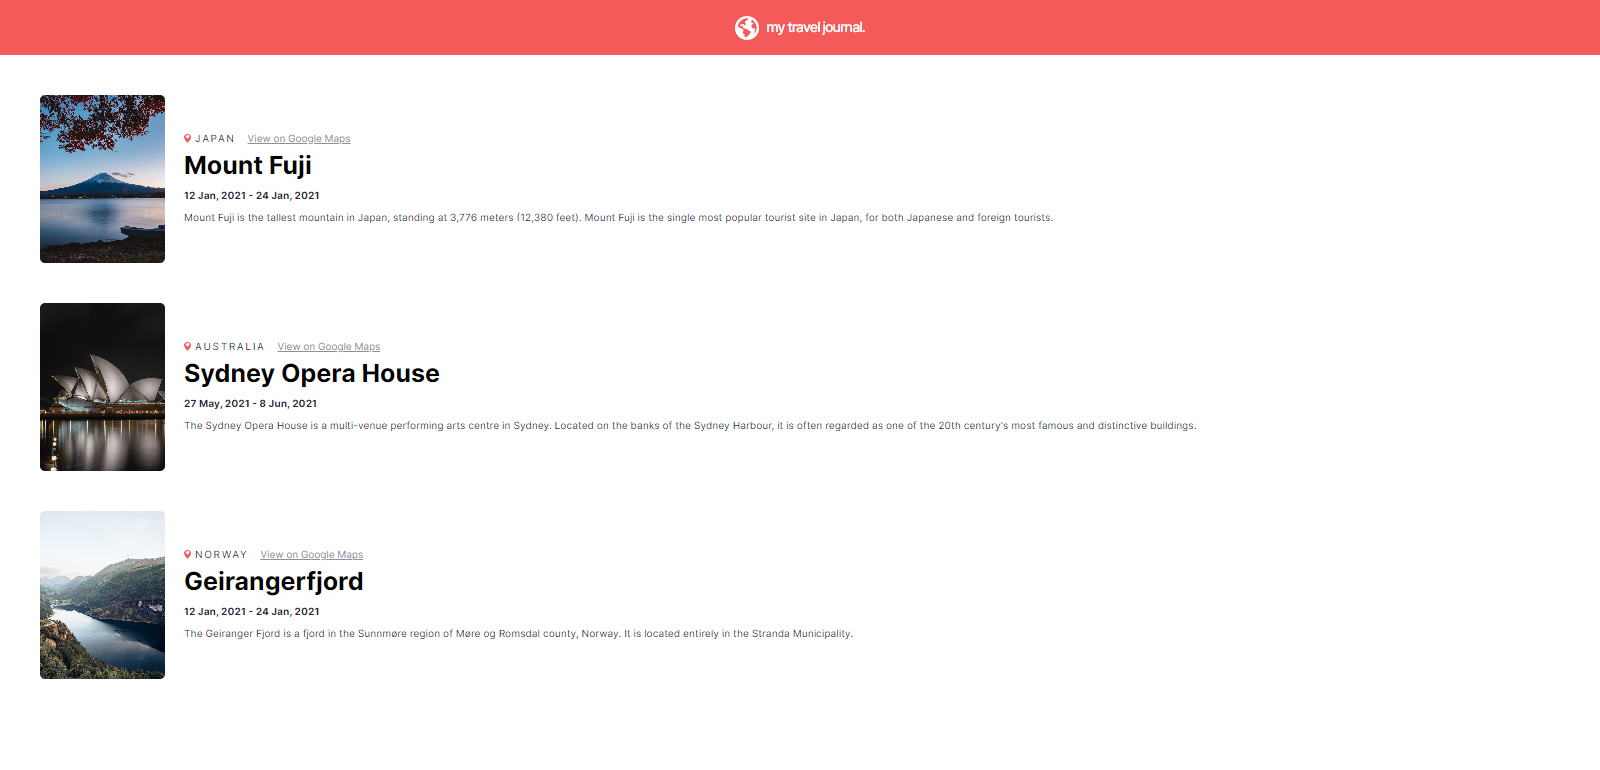 my travel journal.
JAPAN View on Google Maps
Mount Fuji
12 Jan, 2021 - 24 Jan, 2021
Mount Fuji is the tallest mountain in Japan, standing at 3,776 meters (12,380 feet). Mount Fuji is the single most popular tourist site in Japan, for both Japanese and foreign tourists.
AUSTRALIA View on Google Maps
Sydney Opera House
27 May, 2021 - 8 Jun, 2021
The Sydney Opera House is a multi-venue performing arts centre in Sydney. Located on the banks of the Sydney Harbour, it is often regarded as one of the 20th century's most famous and distinctive buildings.
NORWAY View on Google Maps
Geirangerfjord
12 Jan, 2021 - 24 Jan, 2021
The Geiranger Fjord is a fjord in the Sunnmøre region of Møre og Romsdal county, Norway. It is located entirely in the Stranda Municipality.